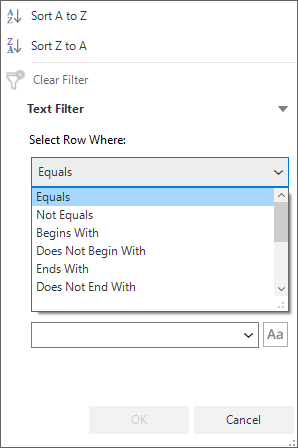 Sort A to Z
Sort Z to A
Clear Filter
Text Filter
Select Row Where:
Equals
Equals
Not Equals
Begins With
Does Not Begin With
Ends With
Does Not End With
Aa
OK Cancel